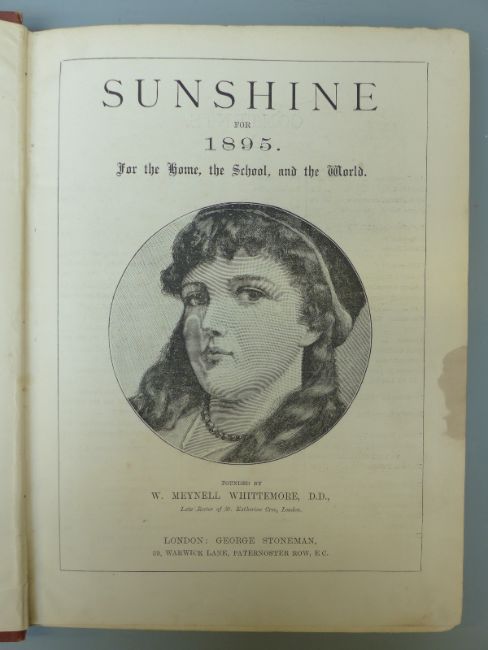 SUNSHINE
FOR
1895.
For the Home, the School, and the World.
FOUNDED BY
W. MEYNELL WHITTEMORE, D.D.,
Late Rector of St. Katherine Cree, London.
LONDON: GEORGE STONEMAN,
39, WARWICK LANE, PATERNOSTER ROW, E.C.